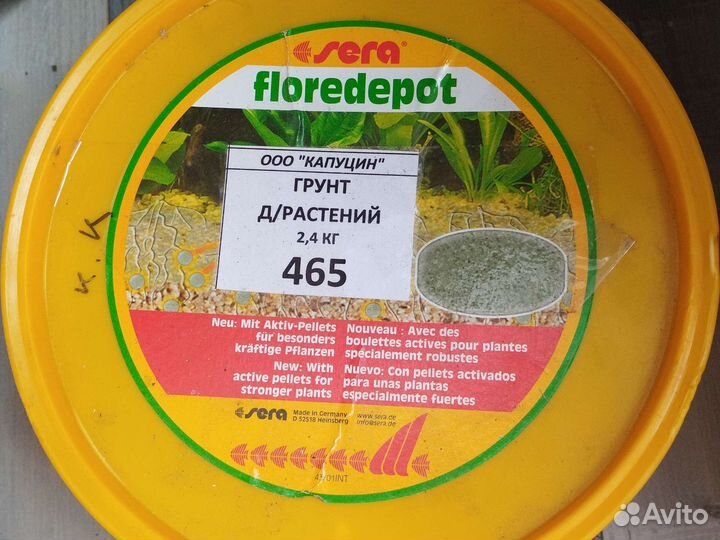 sera
floredepot
ООО "КАПУЦИН"
ГРУНТ
Д/РАСТЕНИЙ
2,4 КГ
465
к. к
Neu: Mit Aktiv-Pellets
für besonders
kräftige Pflanzen
Nouveau : Avec des
boulettes actives pour plantes
spécialement robustes
New: With
active pellets for
stronger plants
Nuevo: Con pellets activados
para unas plantas
especialmente fuertes
sera
Made in Germany
D 52518 Heinsberg
www.sera.de
info@sera.de
Avito